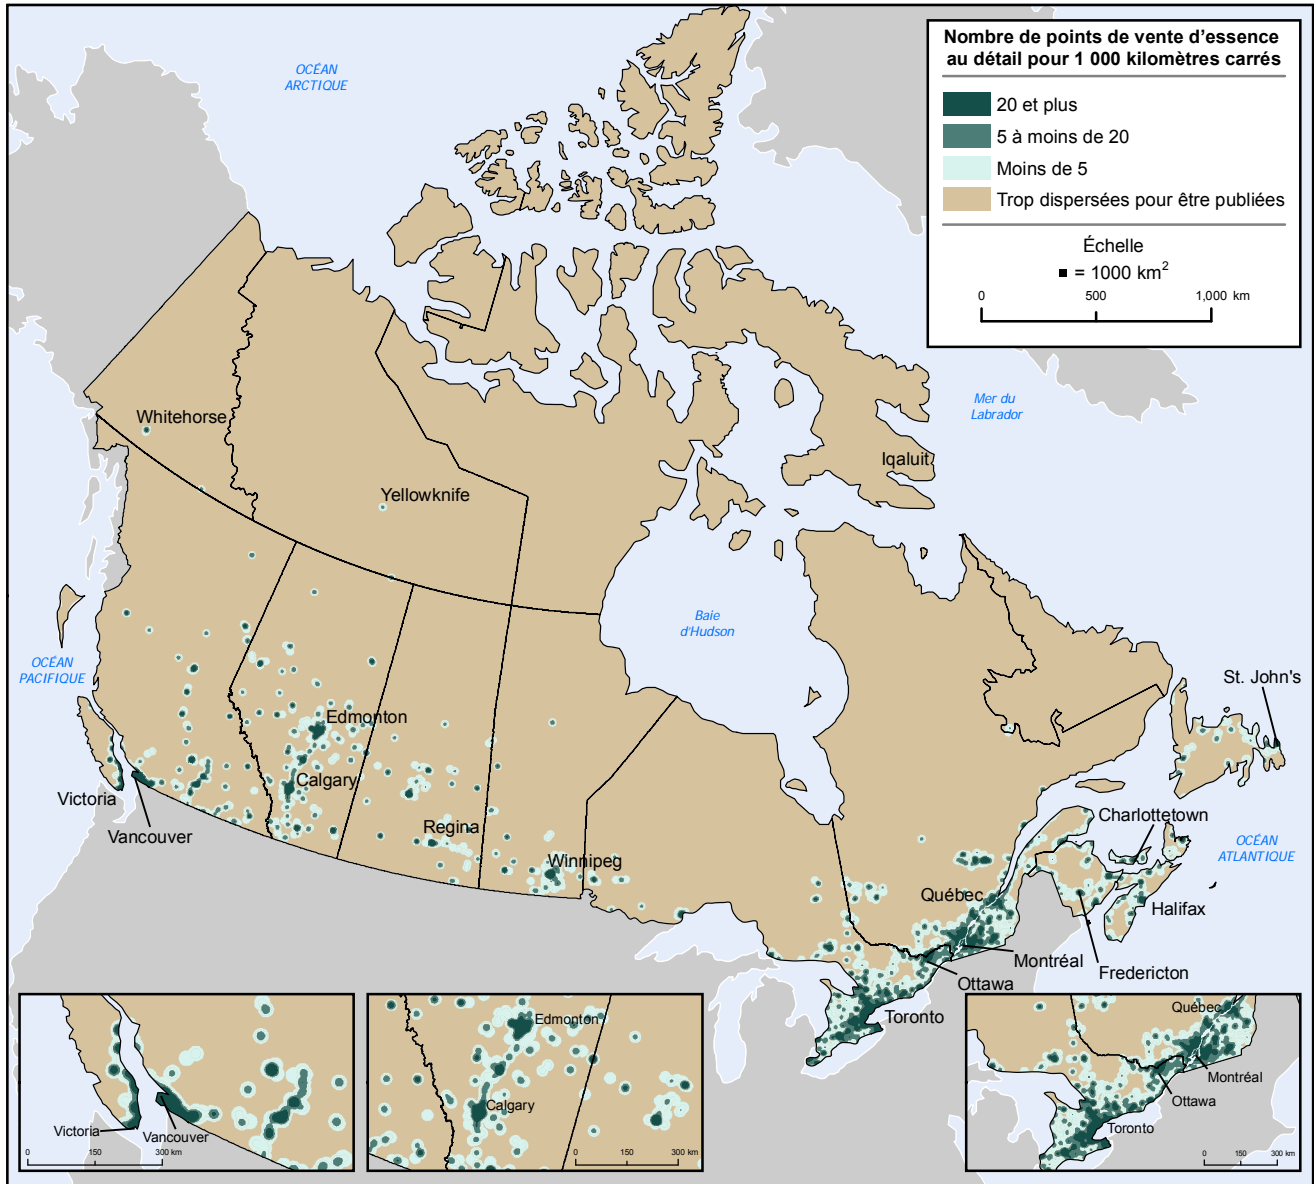 Nombre de points de vente d'essence
au détail pour 1 000 kilomètres carrés
20 et plus
5 à moins de 20
Moins de 5
Trop dispersées pour être publiées
Échelle
= 1000 km²
0 500 1,000 km
OCÉAN
ARCTIQUE
Mer du
Labrador
Whitehorse
Yellowknife
Iqaluit
Baie
d'Hudson
OCÉAN
PACIFIQUE
St. John's
Edmonton
Calgary
Victoria
Vancouver
Regina
Winnipeg
Charlottetown
OCÉAN
ATLANTIQUE
Québec
Halifax
Montréal
Fredericton
Ottawa
Toronto
Victoria
Vancouver
0 150 300 km
Edmonton
Calgary
0 150 300 km
Québec
Montréal
Ottawa
Toronto
0 150 300 km